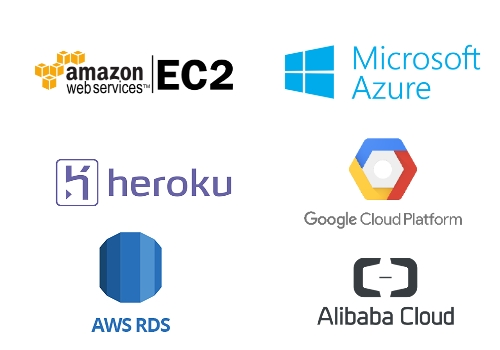 amazon
web services™
EC2
Microsoft
Azure
heroku
Google Cloud Platform
AWS RDS
Alibaba Cloud